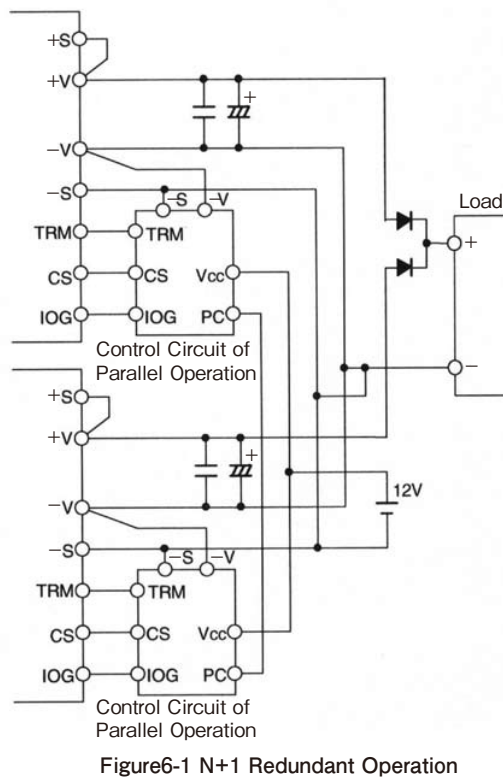 +S
+V
+
−V
−S
−S −V
Load
TRM TRM
+
CS CS Vcc
IOG IOG PC
Control Circuit of
Parallel Operation
−
+S
+V
+
−V
12V
−S
−S −V
TRM TRM
CS CS Vcc
IOG IOG PC
Control Circuit of
Parallel Operation
Figure6-1 N+1 Redundant Operation